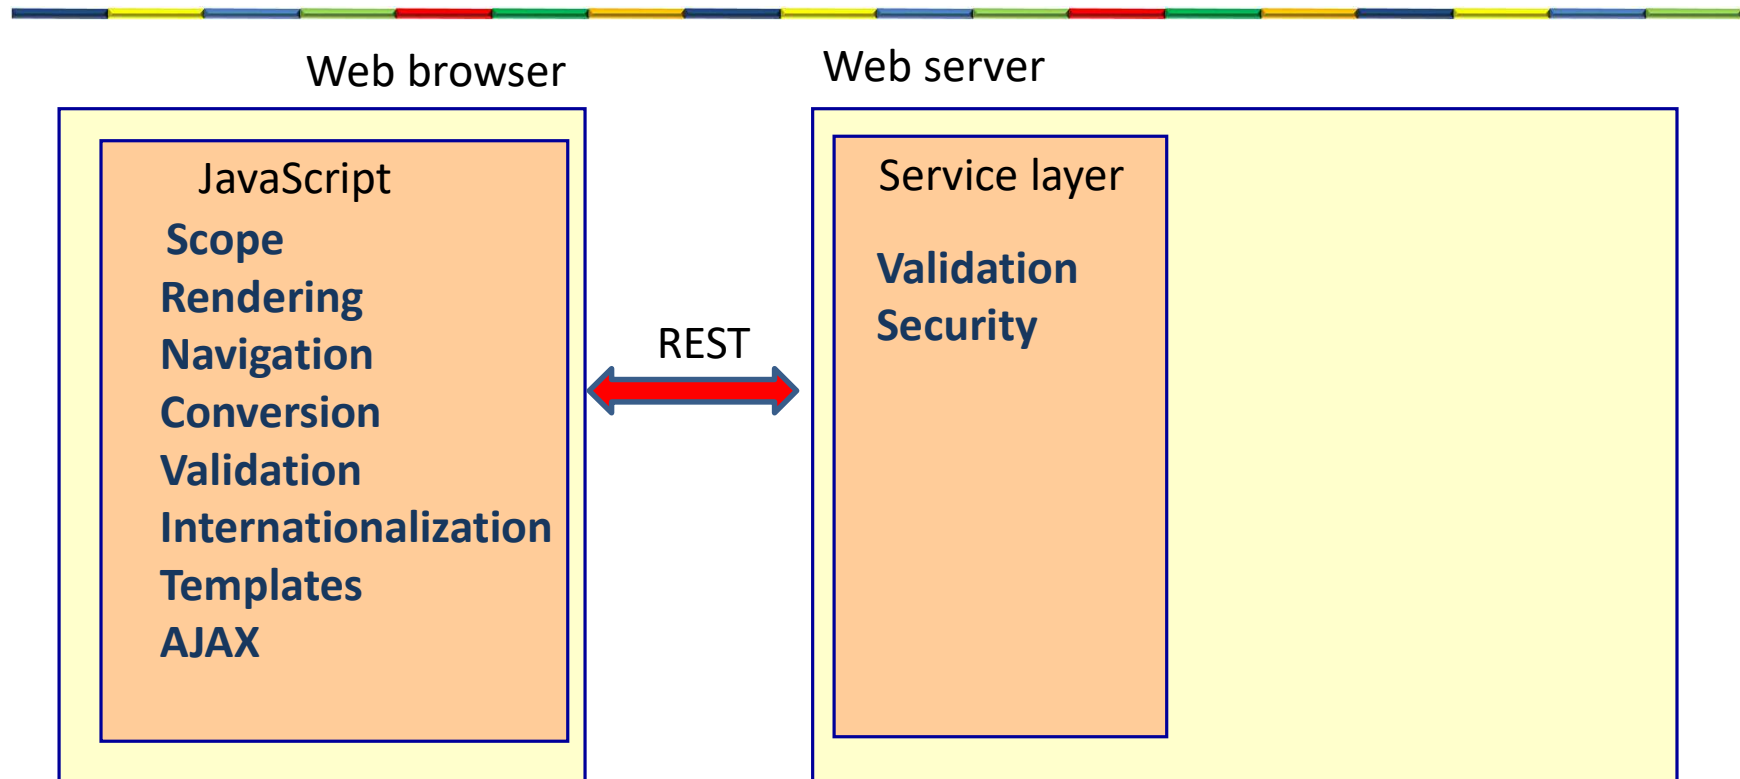 Web browser
JavaScript
Scope
Rendering
Navigation
Conversion
Validation
Internationalization
Templates
AJAX
REST
Web server
Service layer
Validation
Security